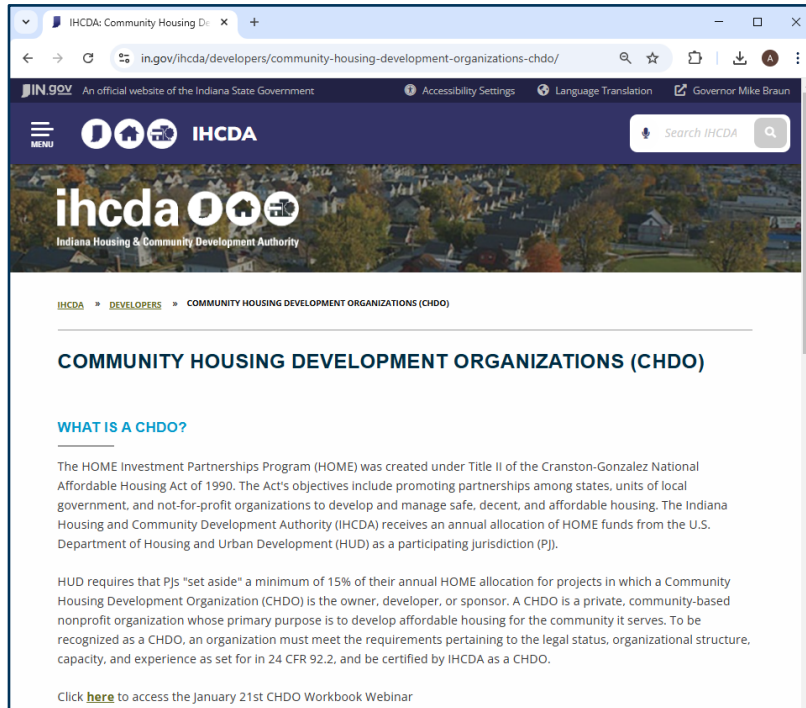 IHCDA: Community Housing De
in.gov/ihcda/developers/community-housing-development-organizations-chdo/
A
IN.gov An official website of the Indiana State Government Accessibility Settings Language Translation Governor Mike Braun
MENU
IHCDA
Search IHCDA
ihcda
Indiana Housing & Community Development Authority
IHCDA » DEVELOPERS » COMMUNITY HOUSING DEVELOPMENT ORGANIZATIONS (CHDO)
COMMUNITY HOUSING DEVELOPMENT ORGANIZATIONS (CHDO)
WHAT IS A CHDO?
The HOME Investment Partnerships Program (HOME) was created under Title II of the Cranston-Gonzalez National
Affordable Housing Act of 1990. The Act's objectives include promoting partnerships among states, units of local
government, and not-for-profit organizations to develop and manage safe, decent, and affordable housing. The Indiana
Housing and Community Development Authority (IHCDA) receives an annual allocation of HOME funds from the U.S.
Department of Housing and Urban Development (HUD) as a participating jurisdiction (PJ).
HUD requires that PJs "set aside" a minimum of 15% of their annual HOME allocation for projects in which a Community
Housing Development Organization (CHDO) is the owner, developer, or sponsor. A CHDO is a private, community-based
nonprofit organization whose primary purpose is to develop affordable housing for the community it serves. To be
recognized as a CHDO, an organization must meet the requirements pertaining to the legal status, organizational structure,
capacity, and experience as set for in 24 CFR 92.2, and be certified by IHCDA as a CHDO.
Click here to access the January 21st CHDO Workbook Webinar